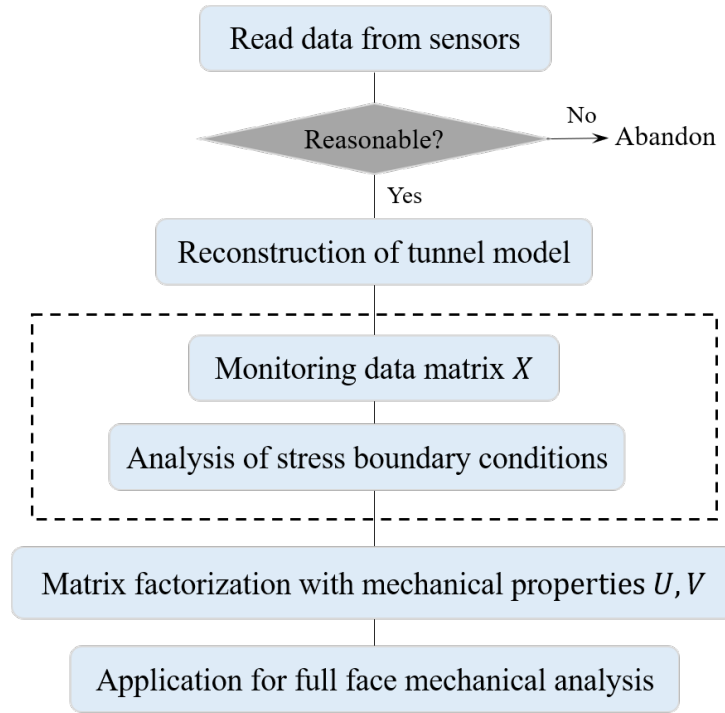 Read data from sensors
Reasonable?
No
Abandon
Yes
Reconstruction of tunnel model
Monitoring data matrix X
Analysis of stress boundary conditions
Matrix factorization with mechanical properties U, V
Application for full face mechanical analysis